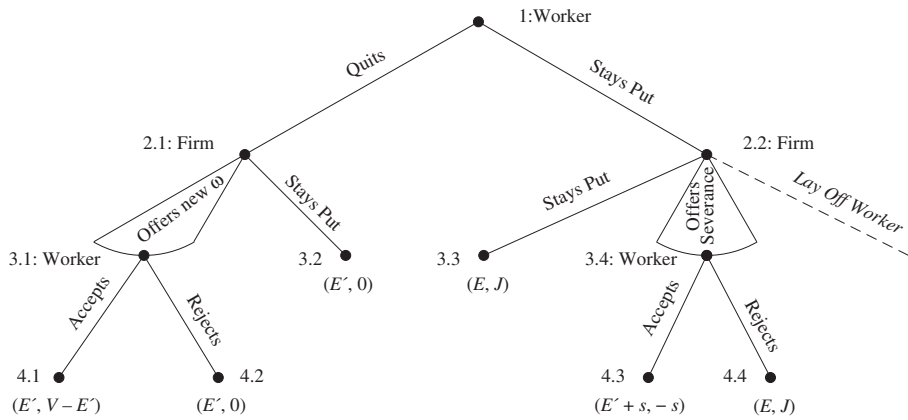 1:Worker
Quits
Stays Put
2.1: Firm
2.2: Firm
Offers new ω
Stays Put
Stays Put
Offers
Severance
Lay Off Worker
3.1: Worker
3.2
3.3
3.4: Worker
(E´, 0)
(E, J)
Accepts
Rejects
Accepts
Rejects
4.1
4.2
4.3
4.4
(E´, V – E´)
(E´, 0)
(E´ + s, – s)
(E, J)